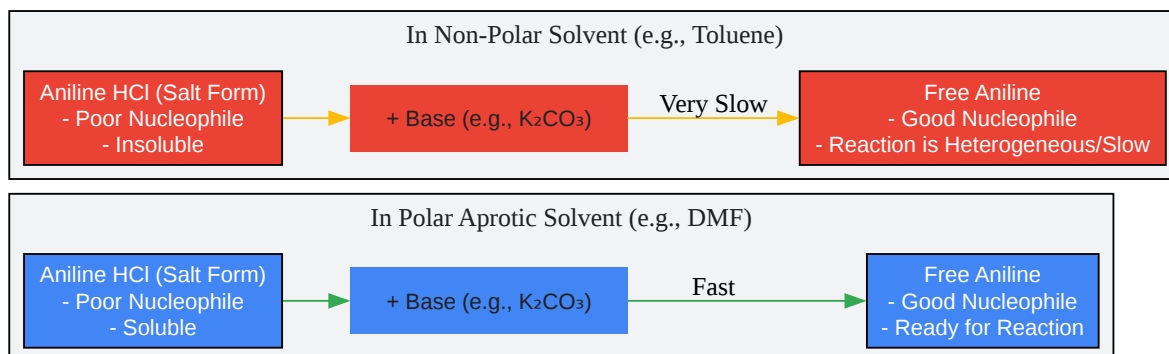 In Non-Polar Solvent (e.g., Toluene)
Aniline HCl (Salt Form)
- Poor Nucleophile
- Insoluble
+ Base (e.g., K₂CO₃)
Very Slow
Free Aniline
- Good Nucleophile
- Reaction is Heterogeneous/Slow
In Polar Aprotic Solvent (e.g., DMF)
Aniline HCl (Salt Form)
- Poor Nucleophile
- Soluble
+ Base (e.g., K₂CO₃)
Fast
Free Aniline
- Good Nucleophile
- Ready for Reaction